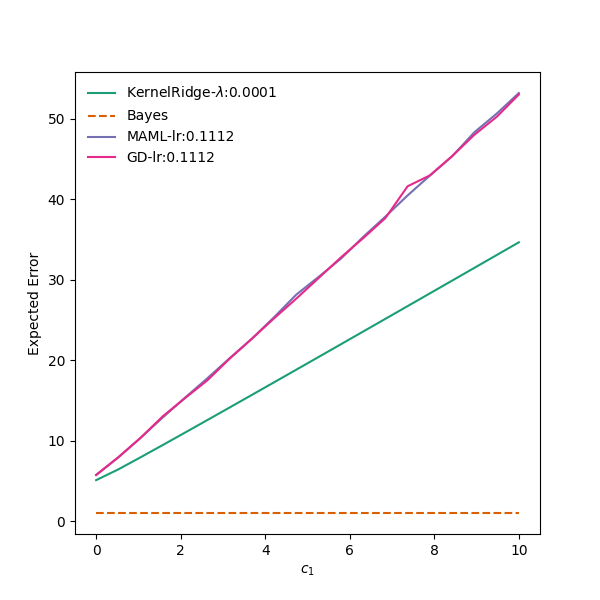 KernelRidge-λ:0.0001
Bayes
MAML-lr:0.1112
GD-lr:0.1112
Expected Error
50
40
30
20
10
0
0 2 4 6 8 10
c₁